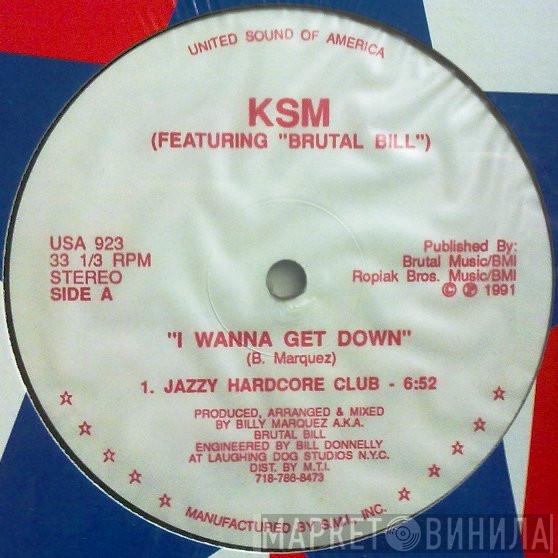 UNITED SOUND OF AMERICA
KSM
(FEATURING "BRUTAL BILL")
USA 923
33 1/3 RPM
STEREO
SIDE A
Published By:
Brutal Music/BMI
Ropiak Bros. Music/BMI
© ℗ 1991
"I WANNA GET DOWN"
(B. Marquez)
1. JAZZY HARDCORE CLUB - 6:52
PRODUCED, ARRANGED & MIXED
BY BILLY MARQUEZ A.K.A.
BRUTAL BILL
ENGINEERED BY BILL DONNELLY
AT LAUGHING DOG STUDIOS N.Y.C.
DIST. BY M.T.I.
718-786-8473
MANUFACTURED BY S.M.I., INC.
МАРКЕТ ВИНИЛА